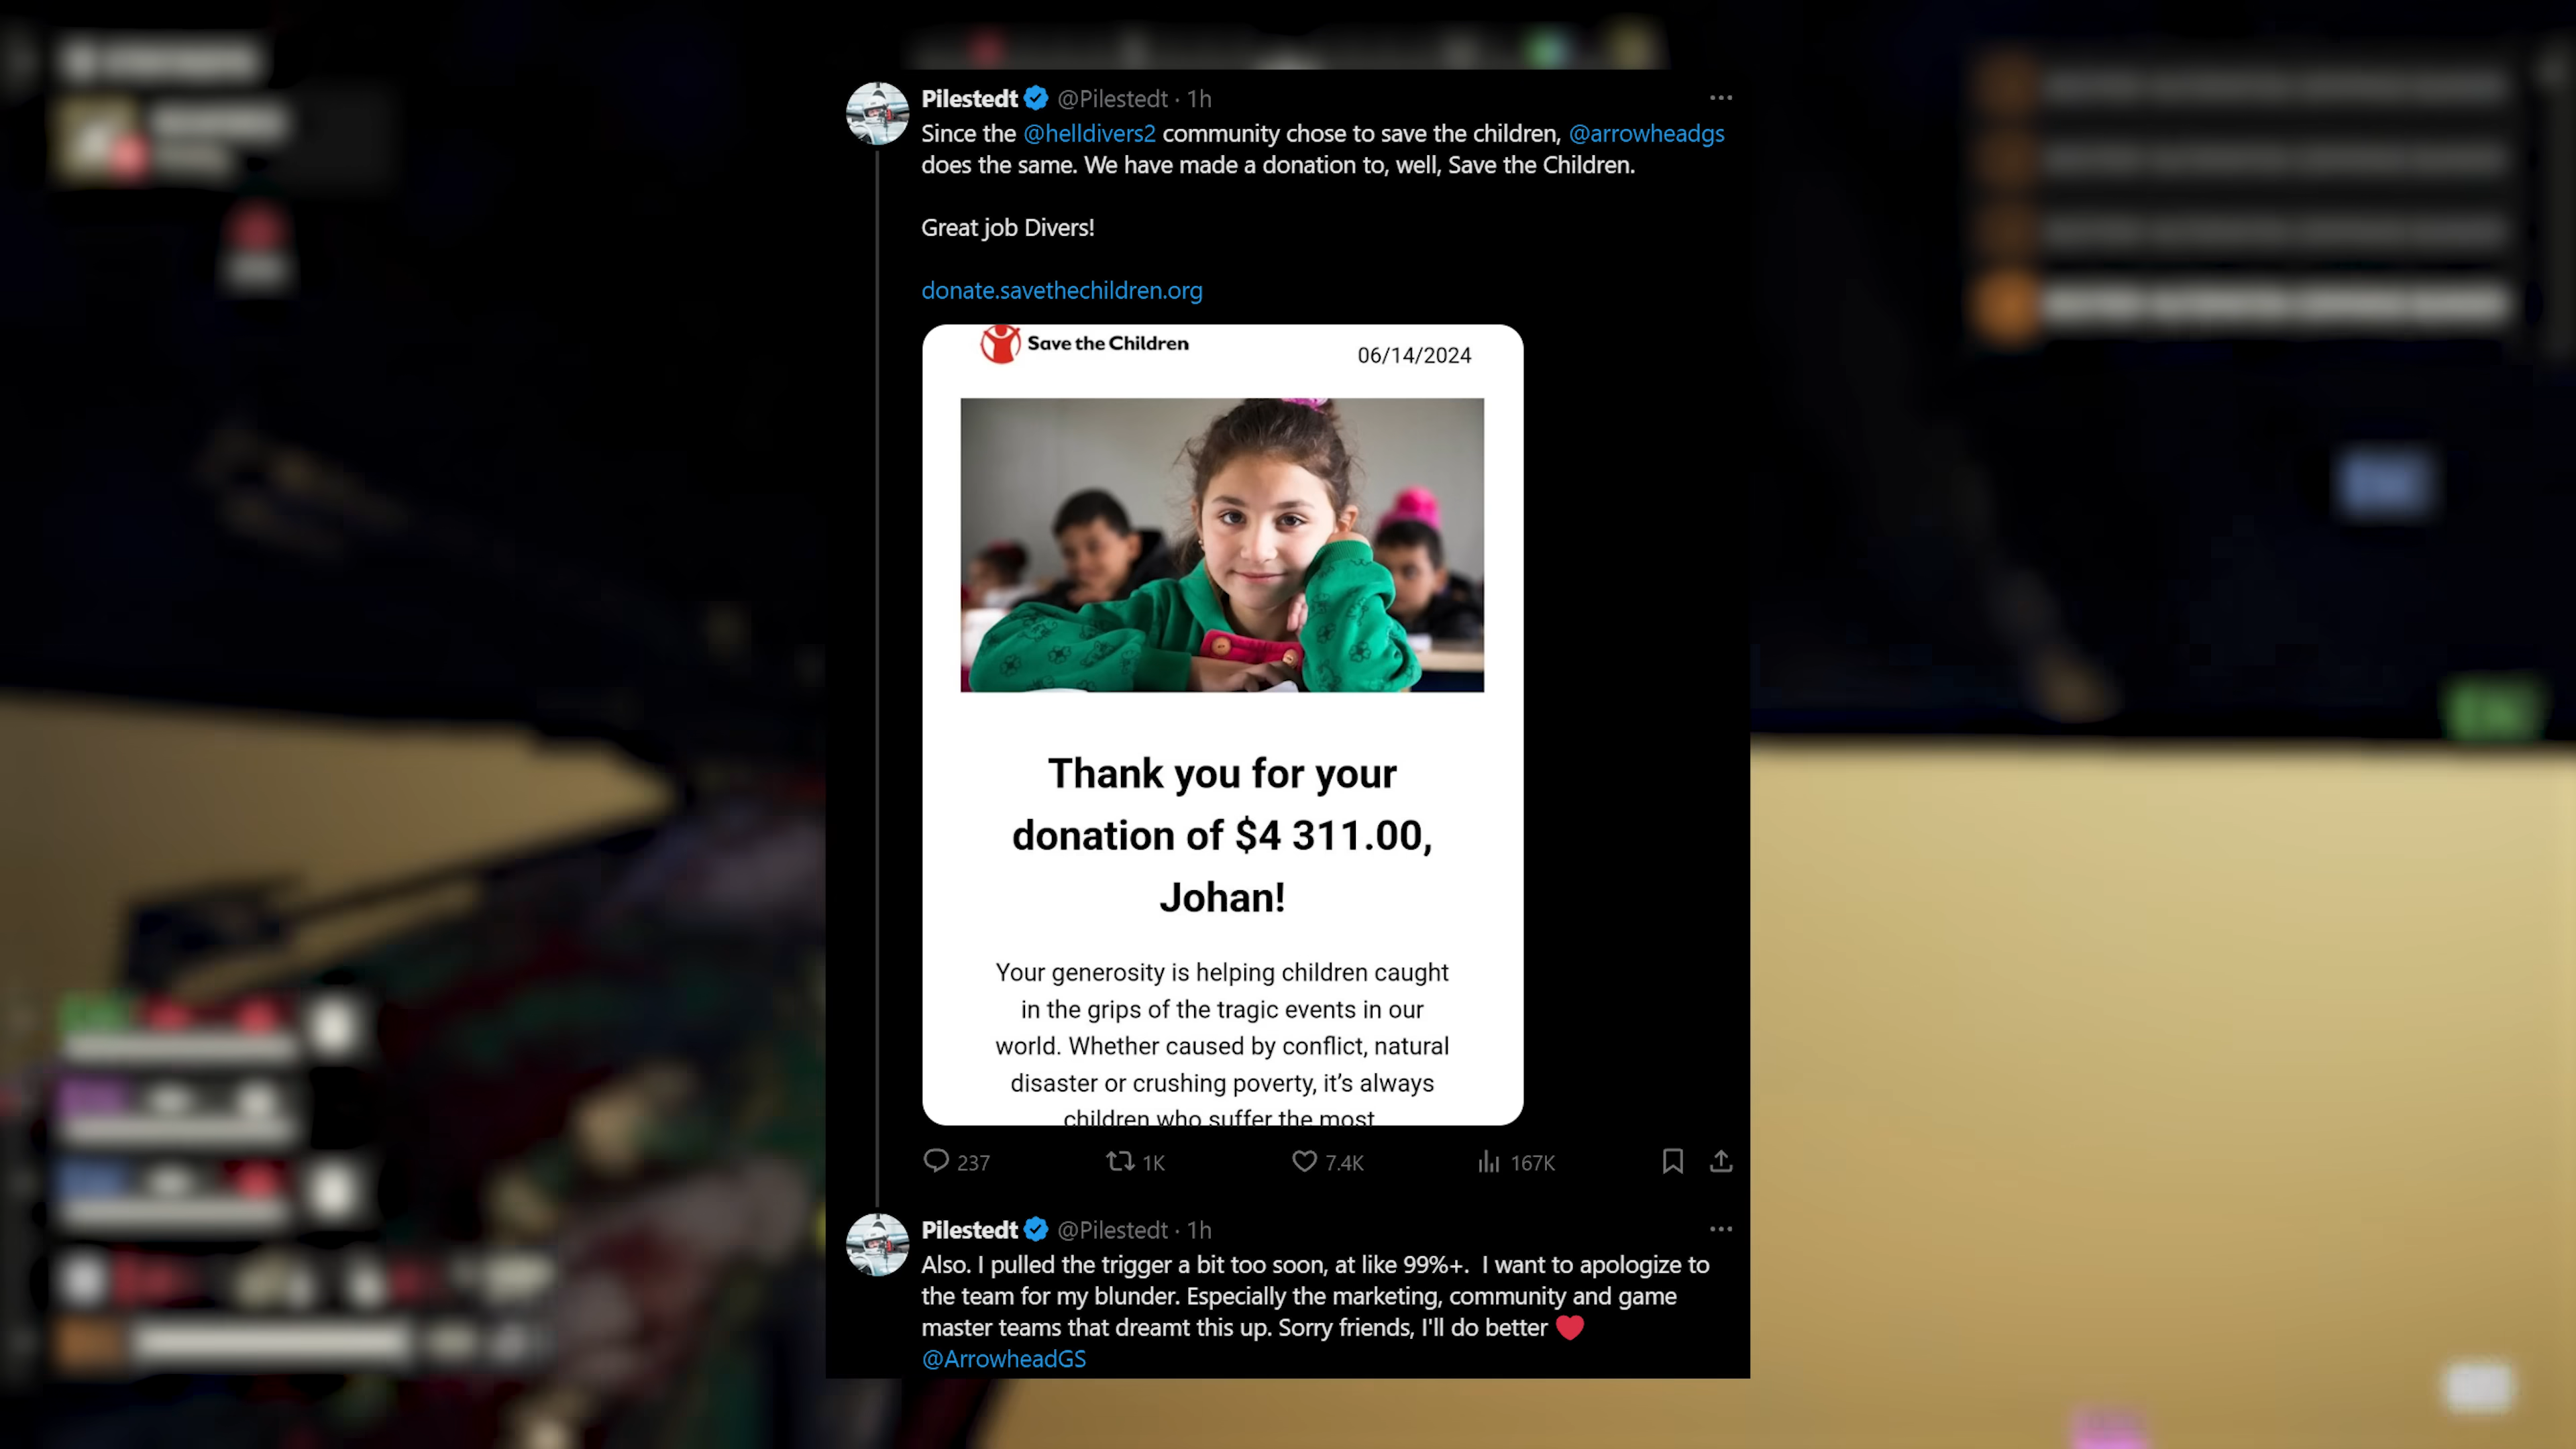 Pilestedt @Pilestedt · 1h
Since the @helldivers2 community chose to save the children, @arrowheadgs
does the same. We have made a donation to, well, Save the Children.
Great job Divers!
donate.savethechildren.org
Save the Children
06/14/2024
Thank you for your
donation of $4 311.00,
Johan!
Your generosity is helping children caught
in the grips of the tragic events in our
world. Whether caused by conflict, natural
disaster or crushing poverty, it’s always
children who suffer the most
237 1K 7.4K 167K
Pilestedt @Pilestedt · 1h
Also. I pulled the trigger a bit too soon, at like 99%+. I want to apologize to
the team for my blunder. Especially the marketing, community and game
master teams that dreamt this up. Sorry friends, I'll do better ❤️
@ArrowheadGS